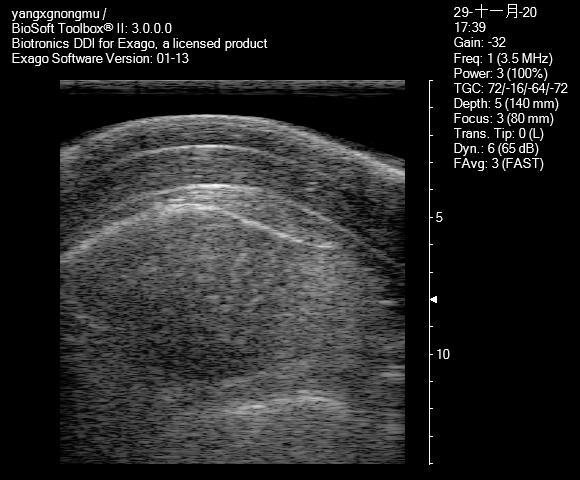 yangxgnongmu /
BioSoft Toolbox® II: 3.0.0.0
Biotronics DDI for Exago, a licensed product
Exago Software Version: 01-13
29-十一月-20
17:39
Gain: -32
Freq: 1 (3.5 MHz)
Power: 3 (100%)
TGC: 72/-16/-64/-72
Depth: 5 (140 mm)
Focus: 3 (80 mm)
Trans. Tip: 0 (L)
Dyn.: 6 (65 dB)
FAvg: 3 (FAST)
5
10